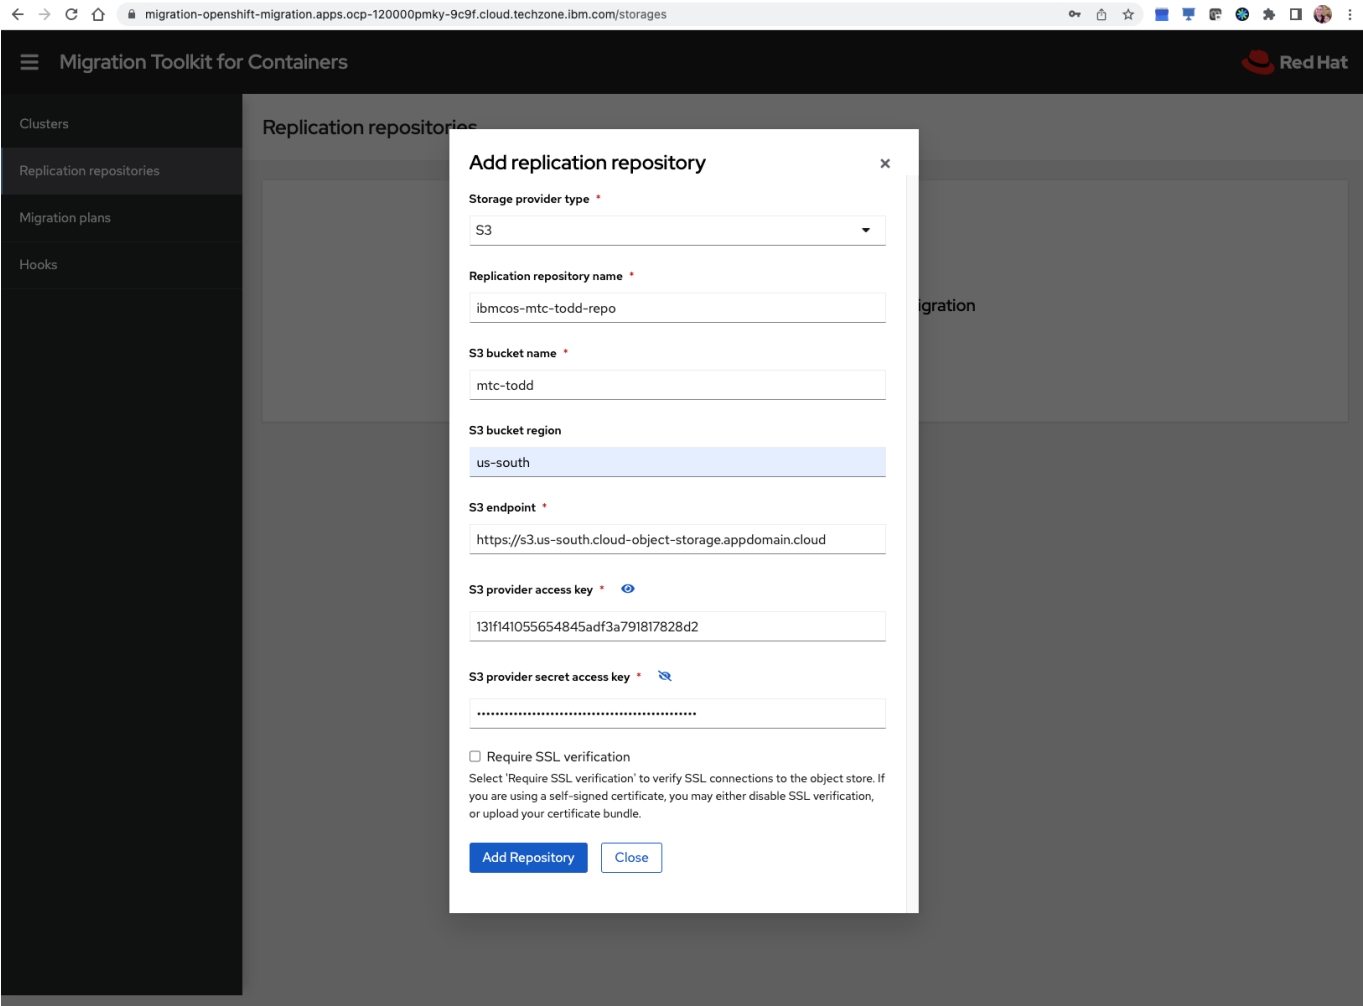 migration-openshift-migration.apps.ocp-120000pmky-9c9f.cloud.techzone.ibm.com/storages
Migration Toolkit for Containers
Red Hat
Clusters
Replication repositories
Migration plans
Hooks
Replication repositories
igration
Add replication repository
Storage provider type *
S3
Replication repository name *
ibmcos-mtc-todd-repo
S3 bucket name *
mtc-todd
S3 bucket region
us-south
S3 endpoint *
https://s3.us-south.cloud-object-storage.appdomain.cloud
S3 provider access key *
131f141055654845adf3a791817828d2
S3 provider secret access key *
••••••••••••••••••••••••••••••••••••••••••••••••
Require SSL verification
Select 'Require SSL verification' to verify SSL connections to the object store. If
you are using a self-signed certificate, you may either disable SSL verification,
or upload your certificate bundle.
Add Repository
Close